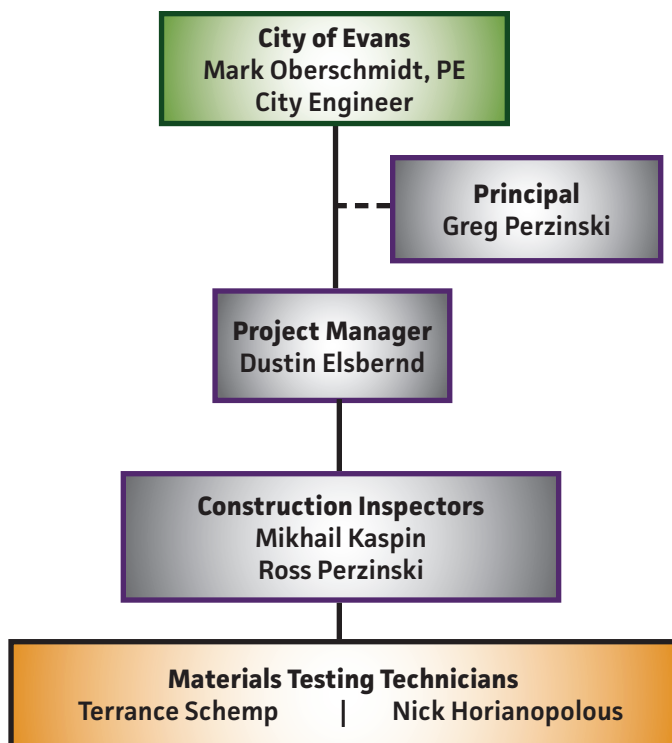 City of Evans
Mark Oberschmidt, PE
City Engineer
Principal
Greg Perzinski
Project Manager
Dustin Elsbernd
Construction Inspectors
Mikhail Kaspin
Ross Perzinski
Materials Testing Technicians
Terrance Schemp | Nick Horianopolous